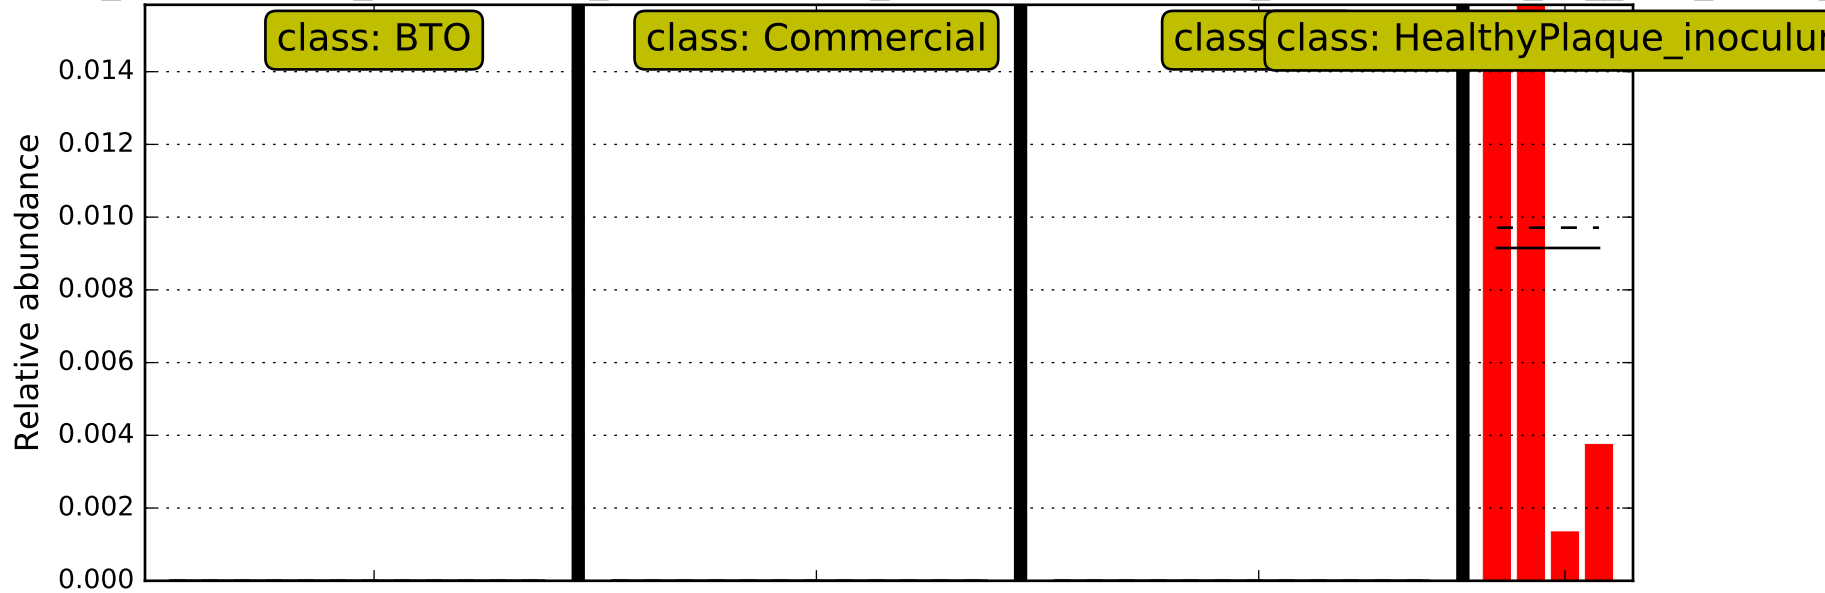 class: BTO
class: Commercial
class
class: HealthyPlaque_inoculu
0.014
0.012
0.010
0.008
0.006
0.004
0.002
0.000
Relative abundance